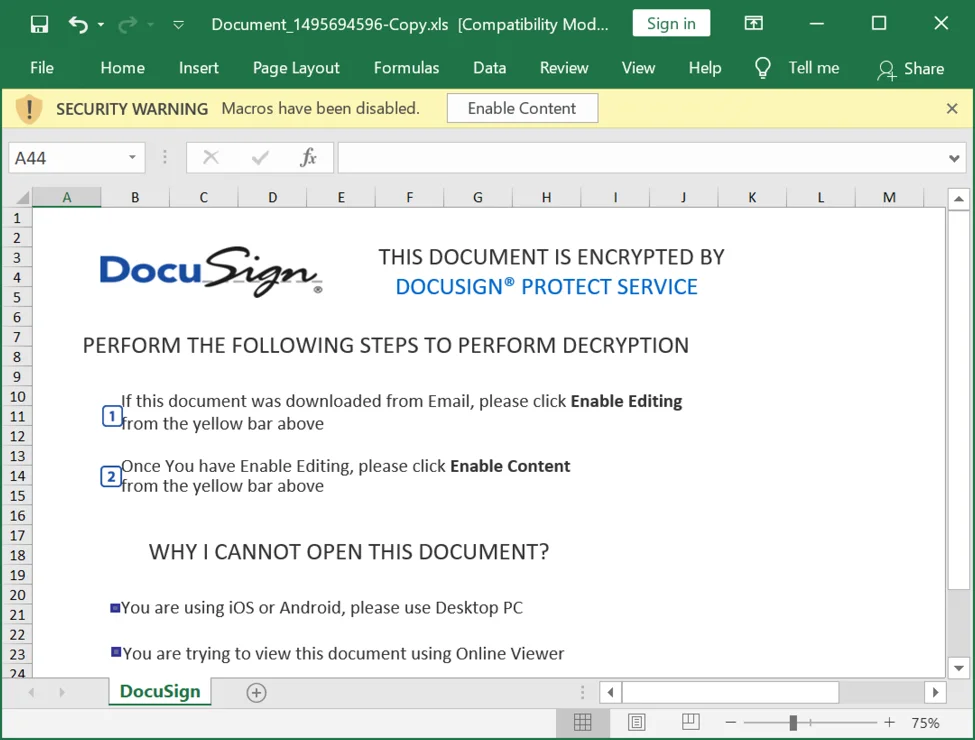 Document_1495694596-Copy.xls [Compatibility Mod...
Sign in
File Home Insert Page Layout Formulas Data Review View Help Tell me Share
! SECURITY WARNING Macros have been disabled. Enable Content
A44 fx
A B C D E F G H I J K L M
1
2
3
4
5
6
7
8
9
10
11
12
13
14
15
16
17
18
19
20
21
22
23
24
DocuSign®
THIS DOCUMENT IS ENCRYPTED BY
DOCUSIGN® PROTECT SERVICE
PERFORM THE FOLLOWING STEPS TO PERFORM DECRYPTION
1 If this document was downloaded from Email, please click Enable Editing
from the yellow bar above
2 Once You have Enable Editing, please click Enable Content
from the yellow bar above
WHY I CANNOT OPEN THIS DOCUMENT?
You are using iOS or Android, please use Desktop PC
You are trying to view this document using Online Viewer
DocuSign
75%